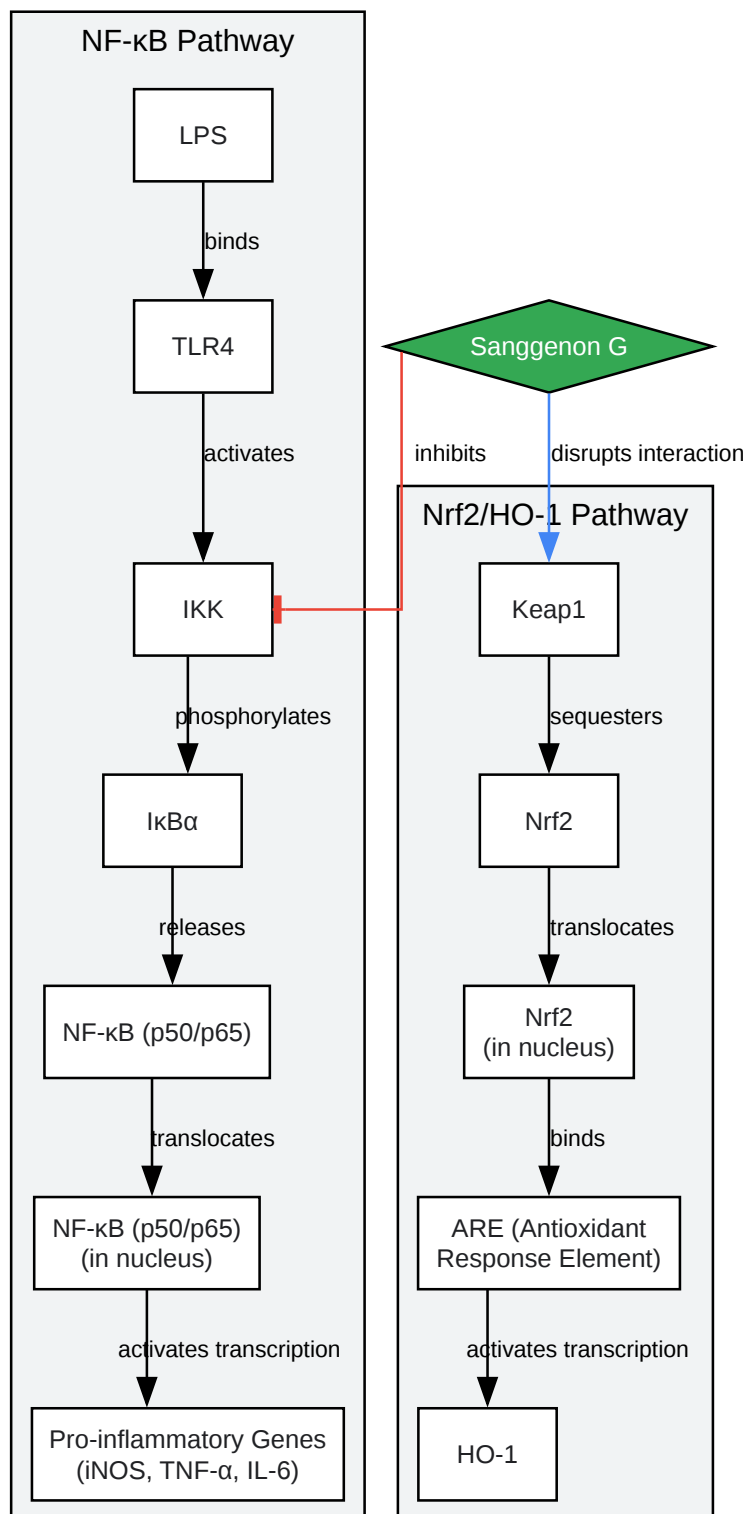 NF-κB Pathway
LPS
binds
TLR4
activates
IKK
phosphorylates
IκBα
releases
NF-κB (p50/p65)
translocates
NF-κB (p50/p65)
(in nucleus)
activates transcription
Pro-inflammatory Genes
(iNOS, TNF-α, IL-6)
Sanggenon G
inhibits
disrupts interaction
Nrf2/HO-1 Pathway
Keap1
sequesters
Nrf2
translocates
Nrf2
(in nucleus)
binds
ARE (Antioxidant
Response Element)
activates transcription
HO-1